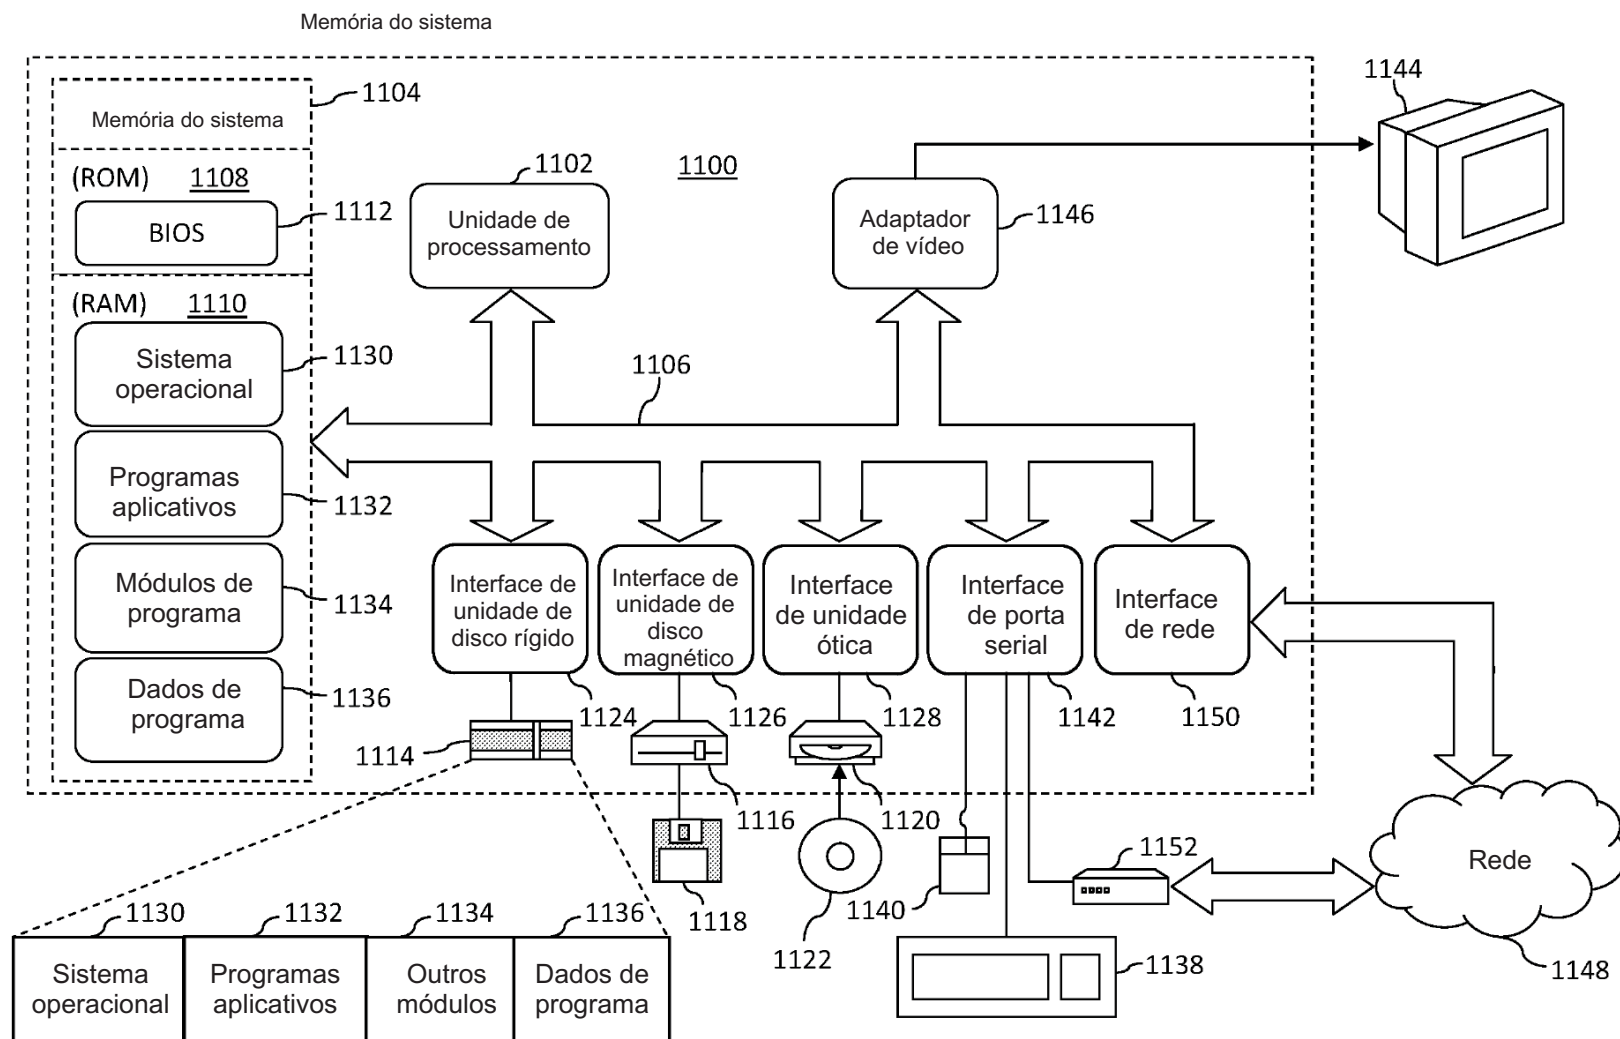 Memória do sistema
1144
1104
Memória do sistema
(ROM) 1108
1112
BIOS
1102
1100
Unidade de
processamento
Adaptador
de vídeo
1146
(RAM) 1110
Sistema
operacional
1130
1106
Programas
aplicativos
1132
Módulos de
programa
1134
Dados de
programa
1136
Interface de
unidade de
disco rígido
Interface de
unidade de
disco
magnético
Interface
de unidade
ótica
Interface
de porta
serial
Interface
de rede
1124
1126
1128
1142
1150
1114
1116
1120
1118
1122
1140
1152
Rede
1148
1138
1130
1132
1134
1136
Sistema
operacional
Programas
aplicativos
Outros
módulos
Dados de
programa